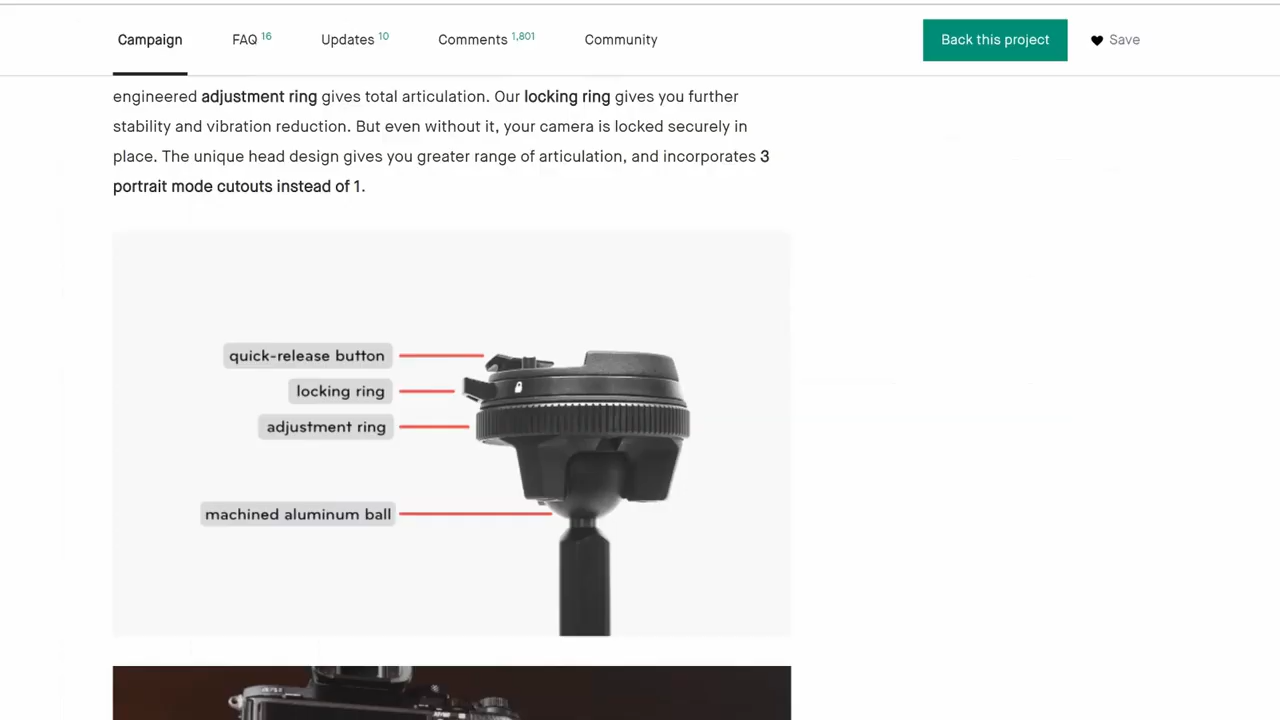 Campaign FAQ 16 Updates 10 Comments 1,801 Community Back this project Save
engineered adjustment ring gives total articulation. Our locking ring gives you further
stability and vibration reduction. But even without it, your camera is locked securely in
place. The unique head design gives you greater range of articulation, and incorporates 3
portrait mode cutouts instead of 1.
quick-release button
locking ring
adjustment ring
machined aluminum ball